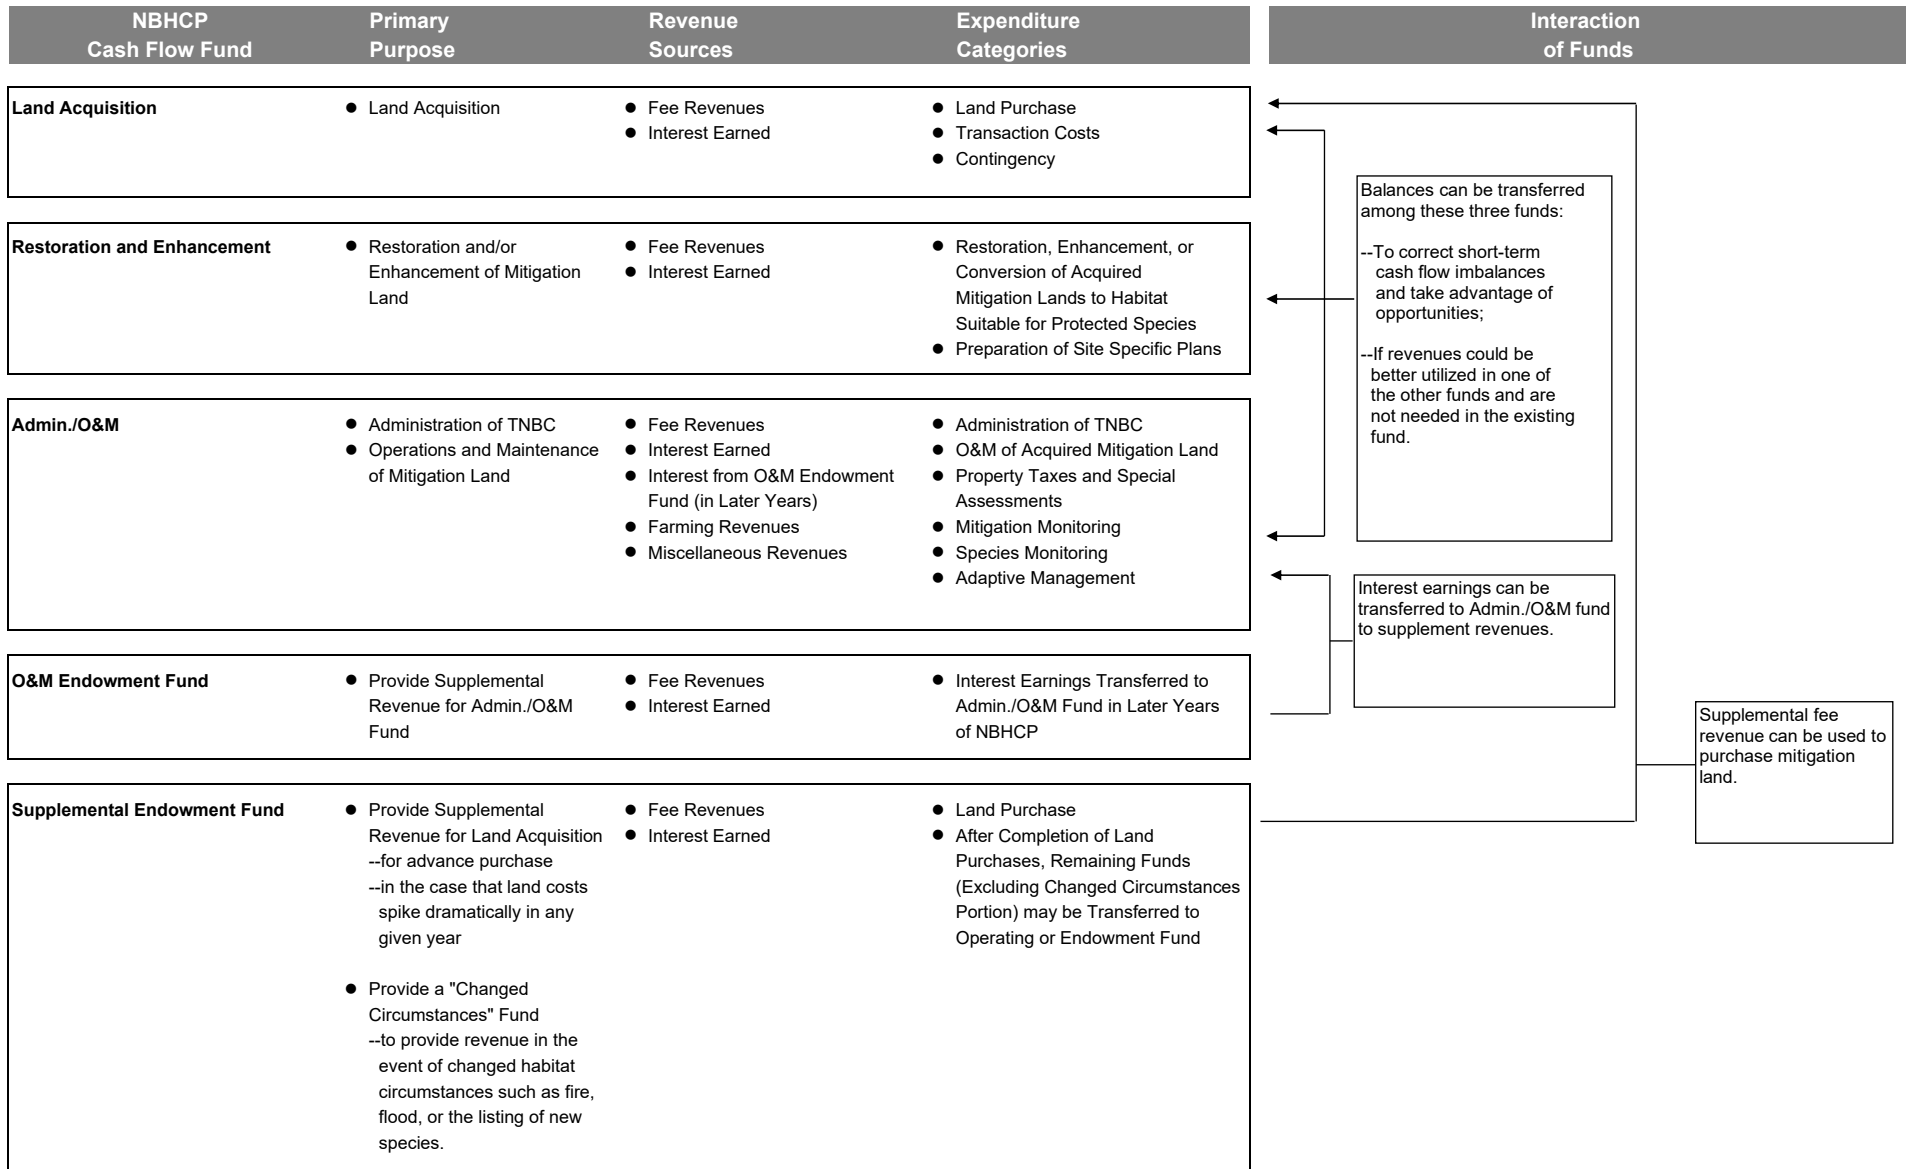 NBHCP
Cash Flow Fund
Primary
Purpose
Revenue
Sources
Expenditure
Categories
Interaction
of Funds
Land Acquisition
● Land Acquisition
● Fee Revenues
● Interest Earned
● Land Purchase
● Transaction Costs
● Contingency
Restoration and Enhancement
● Restoration and/or
Enhancement of Mitigation
Land
● Fee Revenues
● Interest Earned
● Restoration, Enhancement, or
Conversion of Acquired
Mitigation Lands to Habitat
Suitable for Protected Species
● Preparation of Site Specific Plans
Admin./O&M
● Administration of TNBC
● Operations and Maintenance
of Mitigation Land
● Fee Revenues
● Interest Earned
● Interest from O&M Endowment
Fund (in Later Years)
● Farming Revenues
● Miscellaneous Revenues
● Administration of TNBC
● O&M of Acquired Mitigation Land
● Property Taxes and Special
Assessments
● Mitigation Monitoring
● Species Monitoring
● Adaptive Management
O&M Endowment Fund
● Provide Supplemental
Revenue for Admin./O&M
Fund
● Fee Revenues
● Interest Earned
● Interest Earnings Transferred to
Admin./O&M Fund in Later Years
of NBHCP
Supplemental Endowment Fund
● Provide Supplemental
Revenue for Land Acquisition
--for advance purchase
--in the case that land costs
spike dramatically in any
given year
● Provide a "Changed
Circumstances" Fund
--to provide revenue in the
event of changed habitat
circumstances such as fire,
flood, or the listing of new
species.
● Fee Revenues
● Interest Earned
● Land Purchase
● After Completion of Land
Purchases, Remaining Funds
(Excluding Changed Circumstances
Portion) may be Transferred to
Operating or Endowment Fund
Balances can be transferred
among these three funds:
--To correct short-term
cash flow imbalances
and take advantage of
opportunities;
--If revenues could be
better utilized in one of
the other funds and are
not needed in the existing
fund.
Interest earnings can be
transferred to Admin./O&M fund
to supplement revenues.
Supplemental fee
revenue can be used to
purchase mitigation
land.